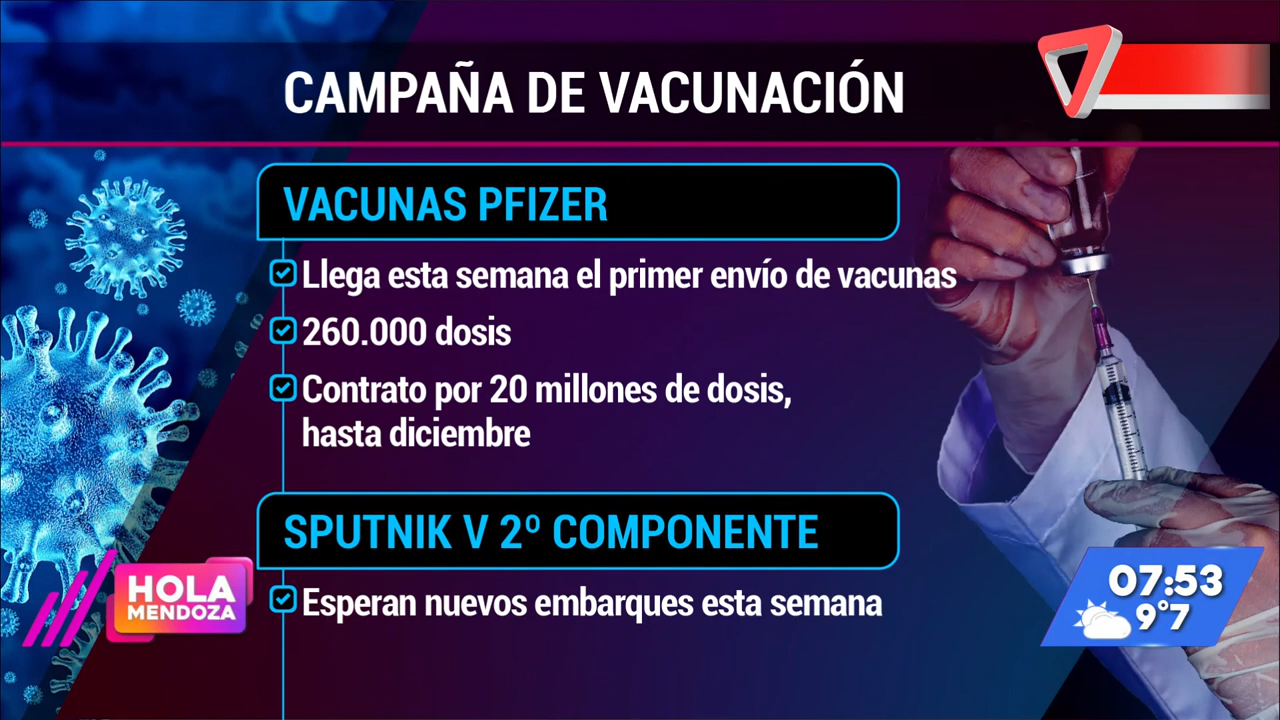 CAMPAÑA DE VACUNACIÓN
VACUNAS PFIZER
Llega esta semana el primer envío de vacunas
260.000 dosis
Contrato por 20 millones de dosis,
hasta diciembre
SPUTNIK V 2º COMPONENTE
Esperan nuevos embarques esta semana
HOLA
MENDOZA
07:53
9°7